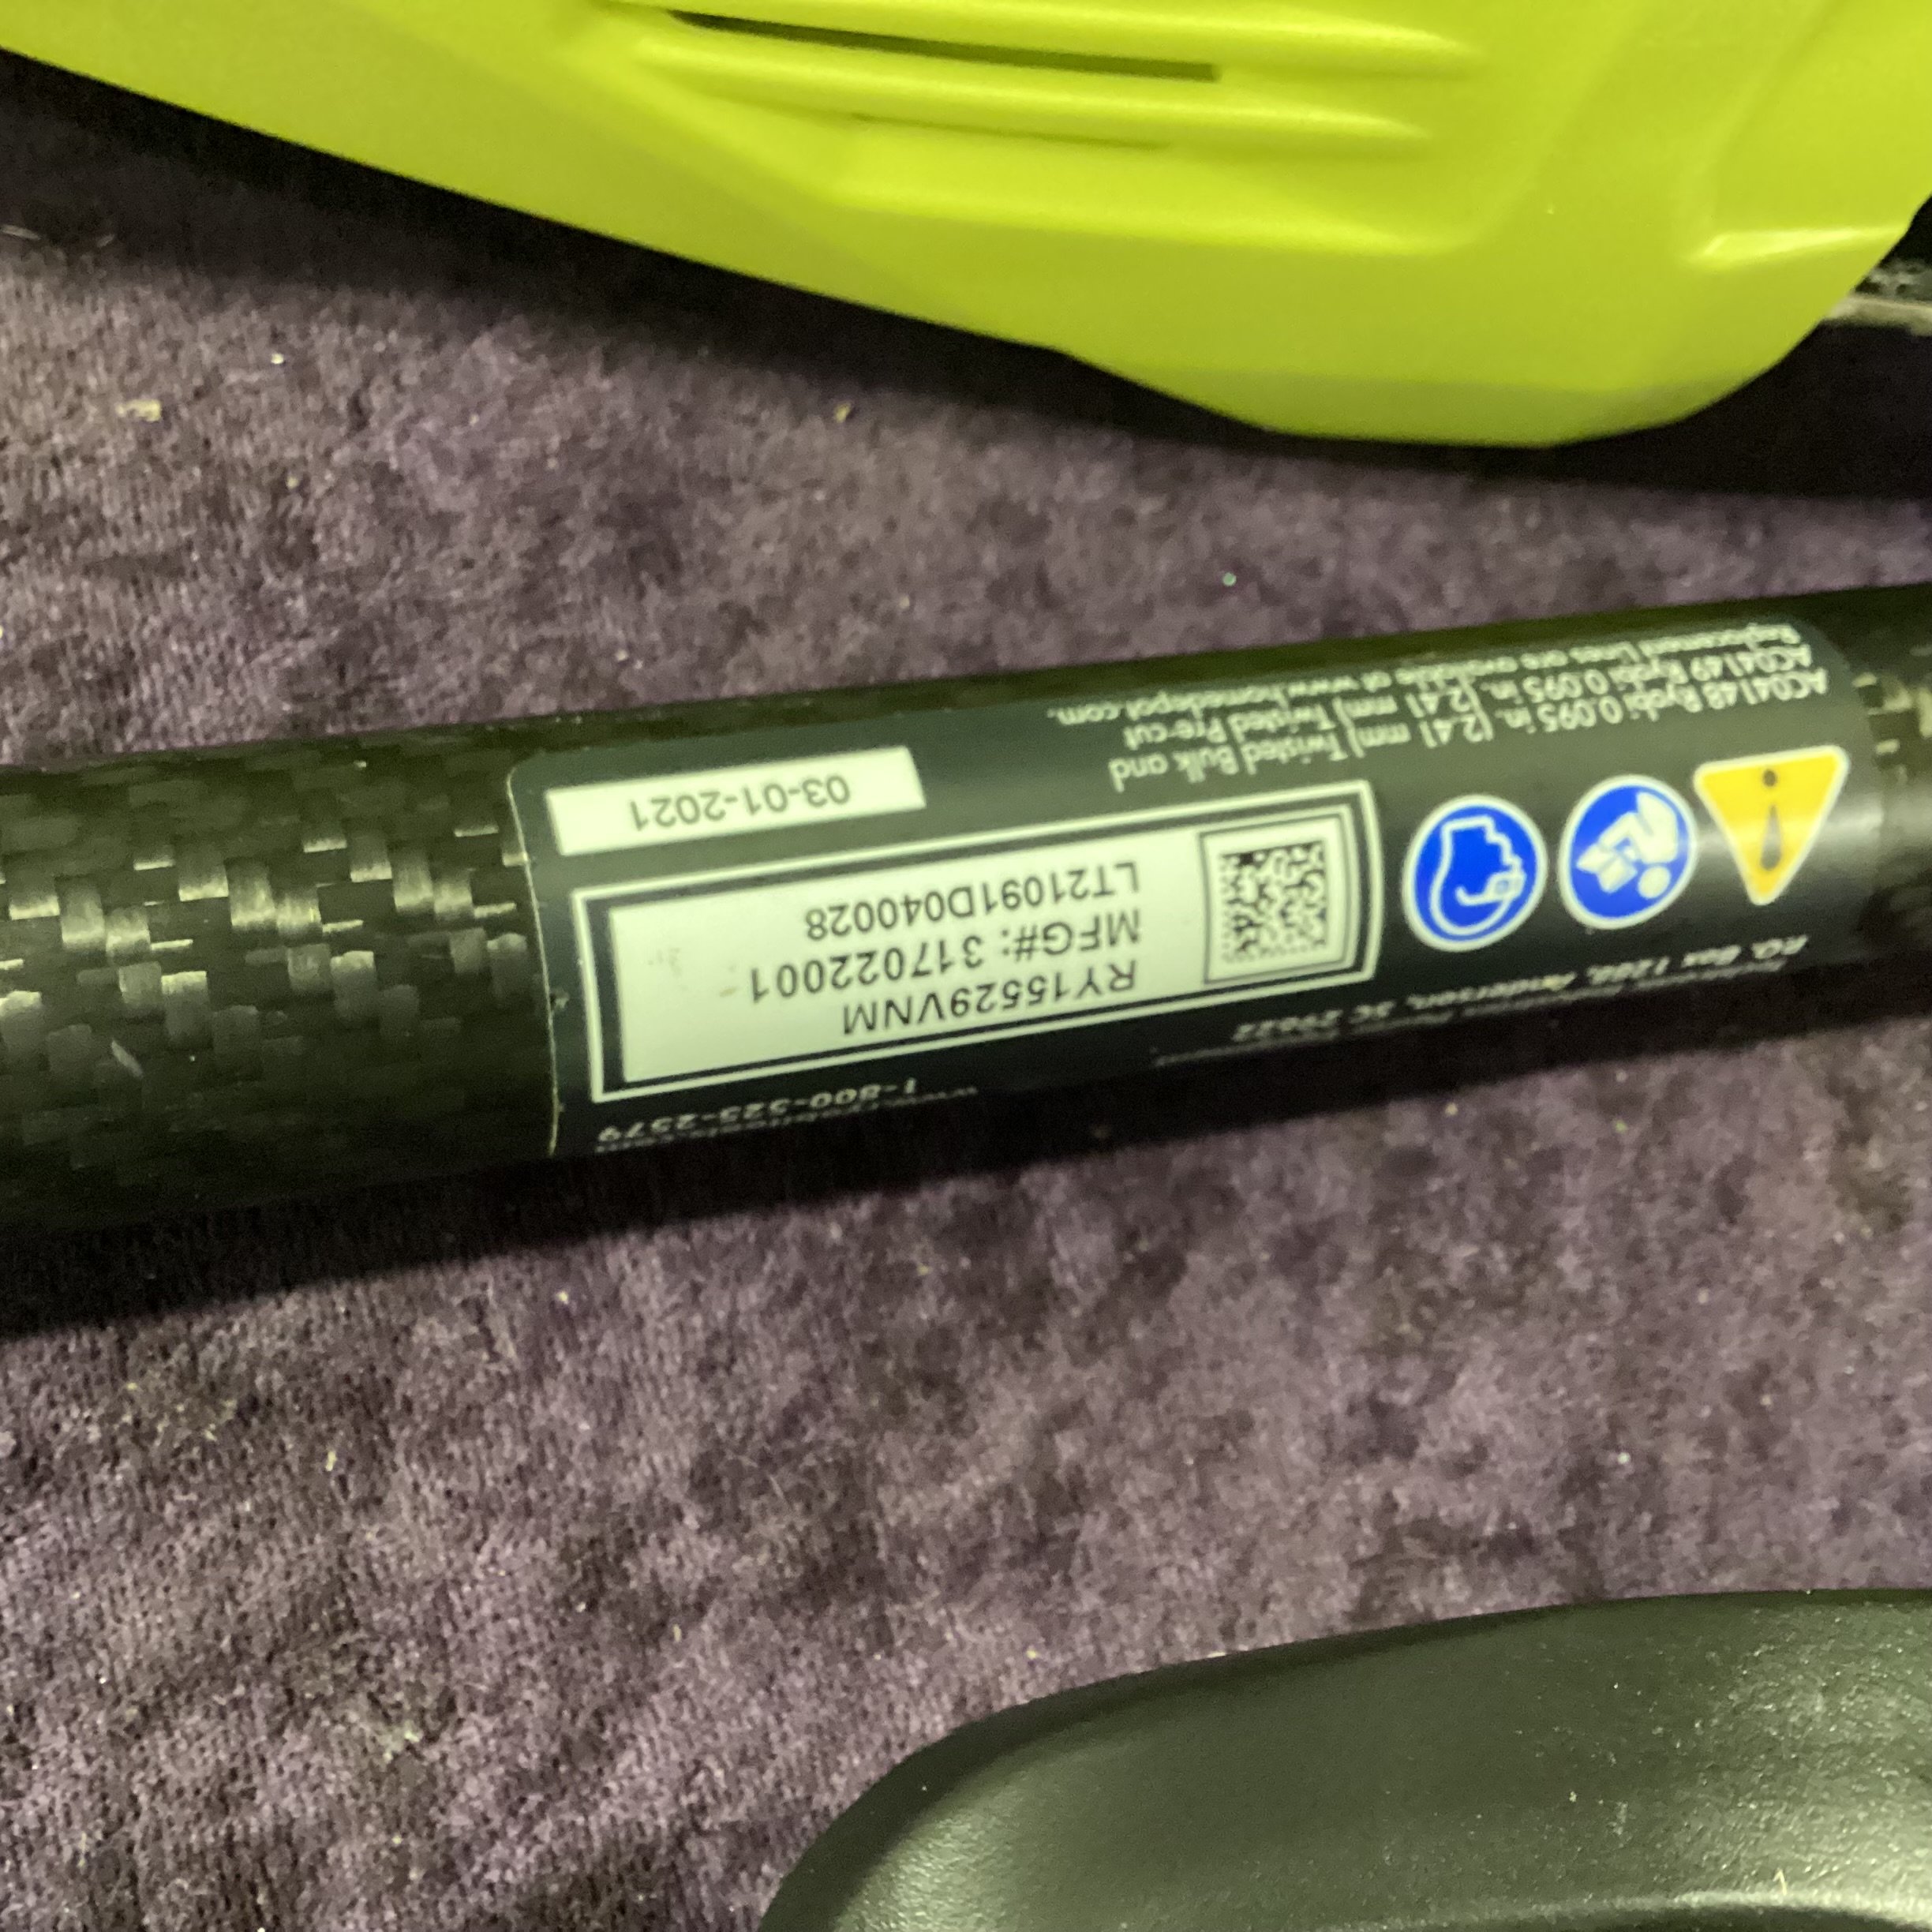 1-800-525-2579
P.O. Box 1288, Anderson, SC 29622
RY15529VNM
MFG#: 317022001
LT21091D040028
03-01-2021
AC04148 Ryobi 0.095 in. (2.41 mm) Twisted Bulk and
AC04149 Ryobi 0.095 in. (2.41 mm) Twisted Pre-cut
Replacement Lines are available at www.homedepot.com.